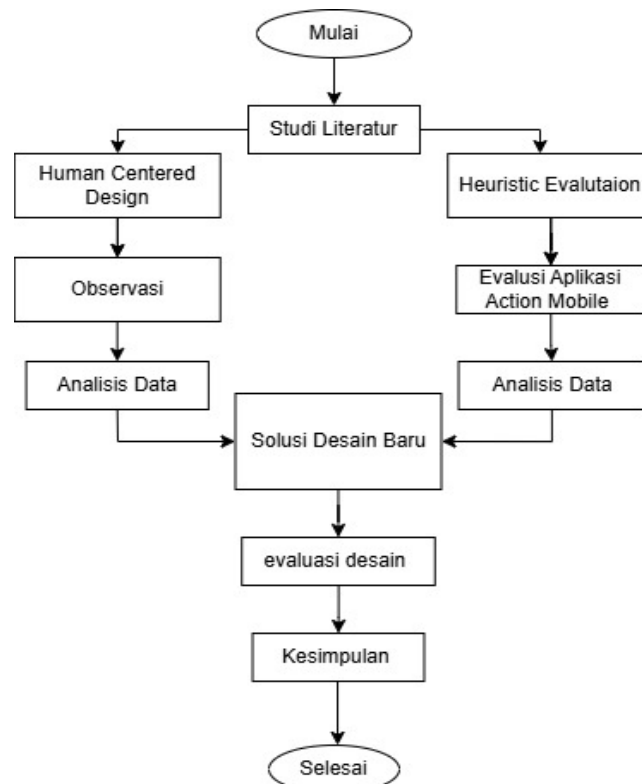 Mulai
Studi Literatur
Human Centered
Design
Heuristic Evalutaion
Observasi
Evalusi Aplikasi
Action Mobile
Analisis Data
Analisis Data
Solusi Desain Baru
evaluasi desain
Kesimpulan
Selesai